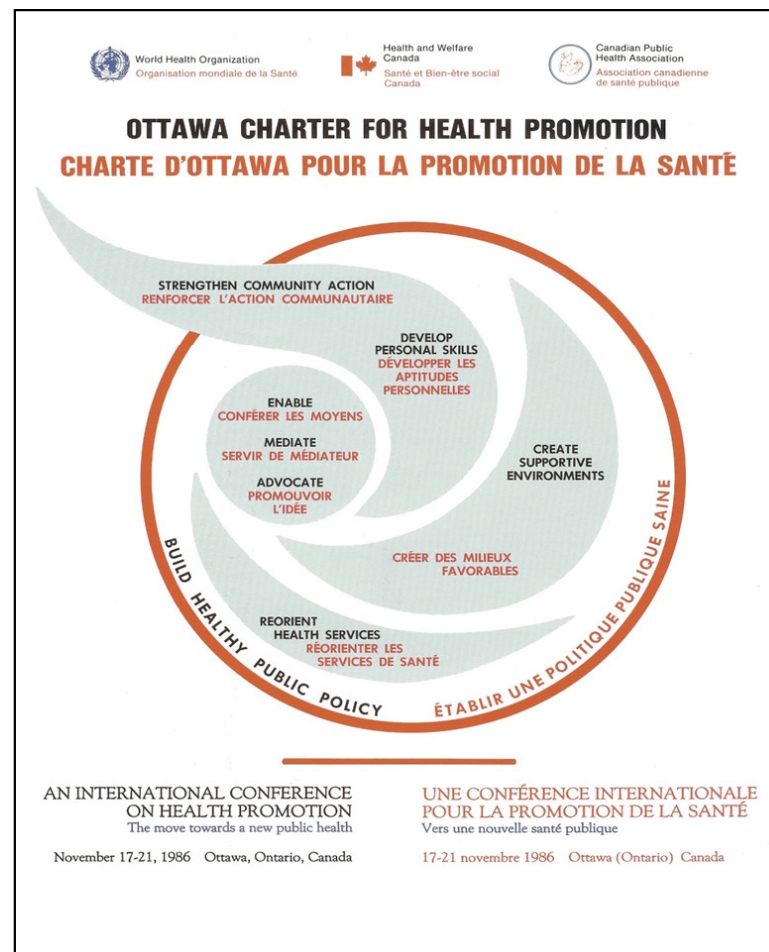 World Health Organization
Organisation mondiale de la Santé
Health and Welfare
Canada
Santé et Bien-être social
Canada
Canadian Public
Health Association
Association canadienne
de santé publique
OTTAWA CHARTER FOR HEALTH PROMOTION
CHARTE D'OTTAWA POUR LA PROMOTION DE LA SANTÉ
STRENGTHEN COMMUNITY ACTION
RENFORCER L'ACTION COMMUNAUTAIRE
DEVELOP
PERSONAL SKILLS
DÉVELOPPER LES
APTITUDES
PERSONNELLES
ENABLE
CONFÉRER LES MOYENS
MEDIATE
SERVIR DE MÉDIATEUR
ADVOCATE
PROMOUVOIR
L'IDÉE
CREATE
SUPPORTIVE
ENVIRONMENTS
CRÉER DES MILIEUX
FAVORABLES
REORIENT
HEALTH SERVICES
RÉORIENTER LES
SERVICES DE SANTÉ
BUILD HEALTHY PUBLIC POLICY
ÉTABLIR UNE POLITIQUE PUBLIQUE SAINE
AN INTERNATIONAL CONFERENCE
ON HEALTH PROMOTION
The move towards a new public health
November 17-21, 1986 Ottawa, Ontario, Canada
UNE CONFÉRENCE INTERNATIONALE
POUR LA PROMOTION DE LA SANTÉ
Vers une nouvelle santé publique
17-21 novembre 1986 Ottawa (Ontario) Canada